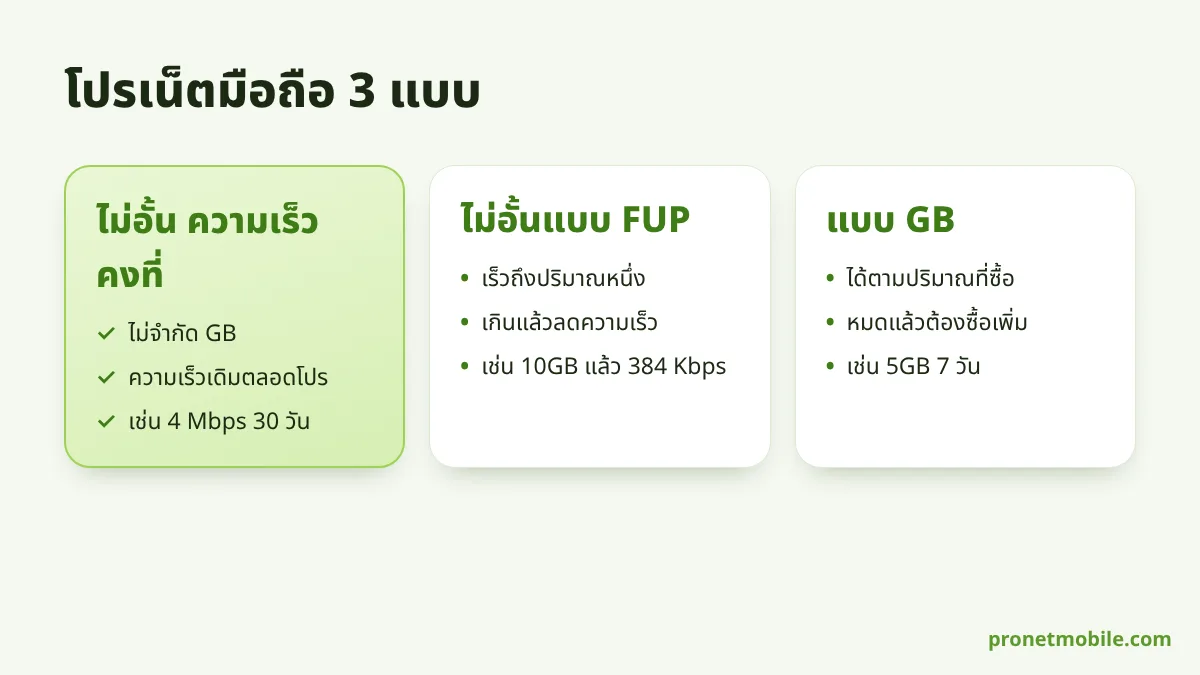 โปรเน็ตมือถือ 3 แบบ
ไม่อั้น ความเร็ว
คงที่
ไม่จำกัด GB
ความเร็วเดิมตลอดโปร
เช่น 4 Mbps 30 วัน
ไม่อั้นแบบ FUP
เร็วถึงปริมาณหนึ่ง
เกินแล้วลดความเร็ว
เช่น 10GB แล้ว 384 Kbps
แบบ GB
ได้ตามปริมาณที่ซื้อ
หมดแล้วต้องซื้อเพิ่ม
เช่น 5GB 7 วัน
pronetmobile.com